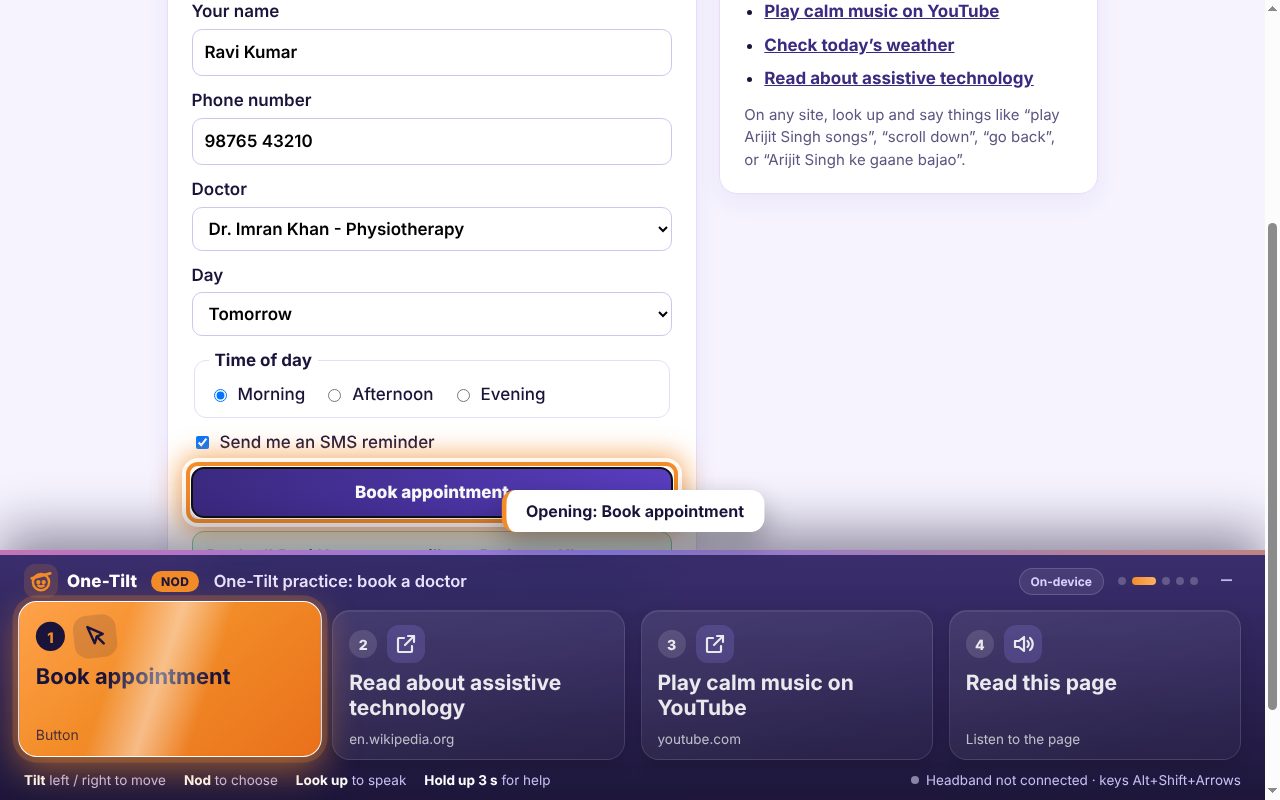 Your name
Ravi Kumar
Phone number
98765 43210
Doctor
Dr. Imran Khan - Physiotherapy
Day
Tomorrow
Time of day
Morning
Afternoon
Evening
Send me an SMS reminder
Book appointment
Opening: Book appointment
Play calm music on YouTube
Check today’s weather
Read about assistive technology
On any site, look up and say things like “play
Arijit Singh songs”, “scroll down”, “go back”,
or “Arijit Singh ke gaane bajao”.
One-Tilt NOD One-Tilt practice: book a doctor
On-device
1
Book appointment
Button
2
Read about assistive
technology
en.wikipedia.org
3
Play calm music on
YouTube
youtube.com
4
Read this page
Listen to the page
Tilt left / right to move Nod to choose Look up to speak Hold up 3 s for help
Headband not connected · keys Alt+Shift+Arrows